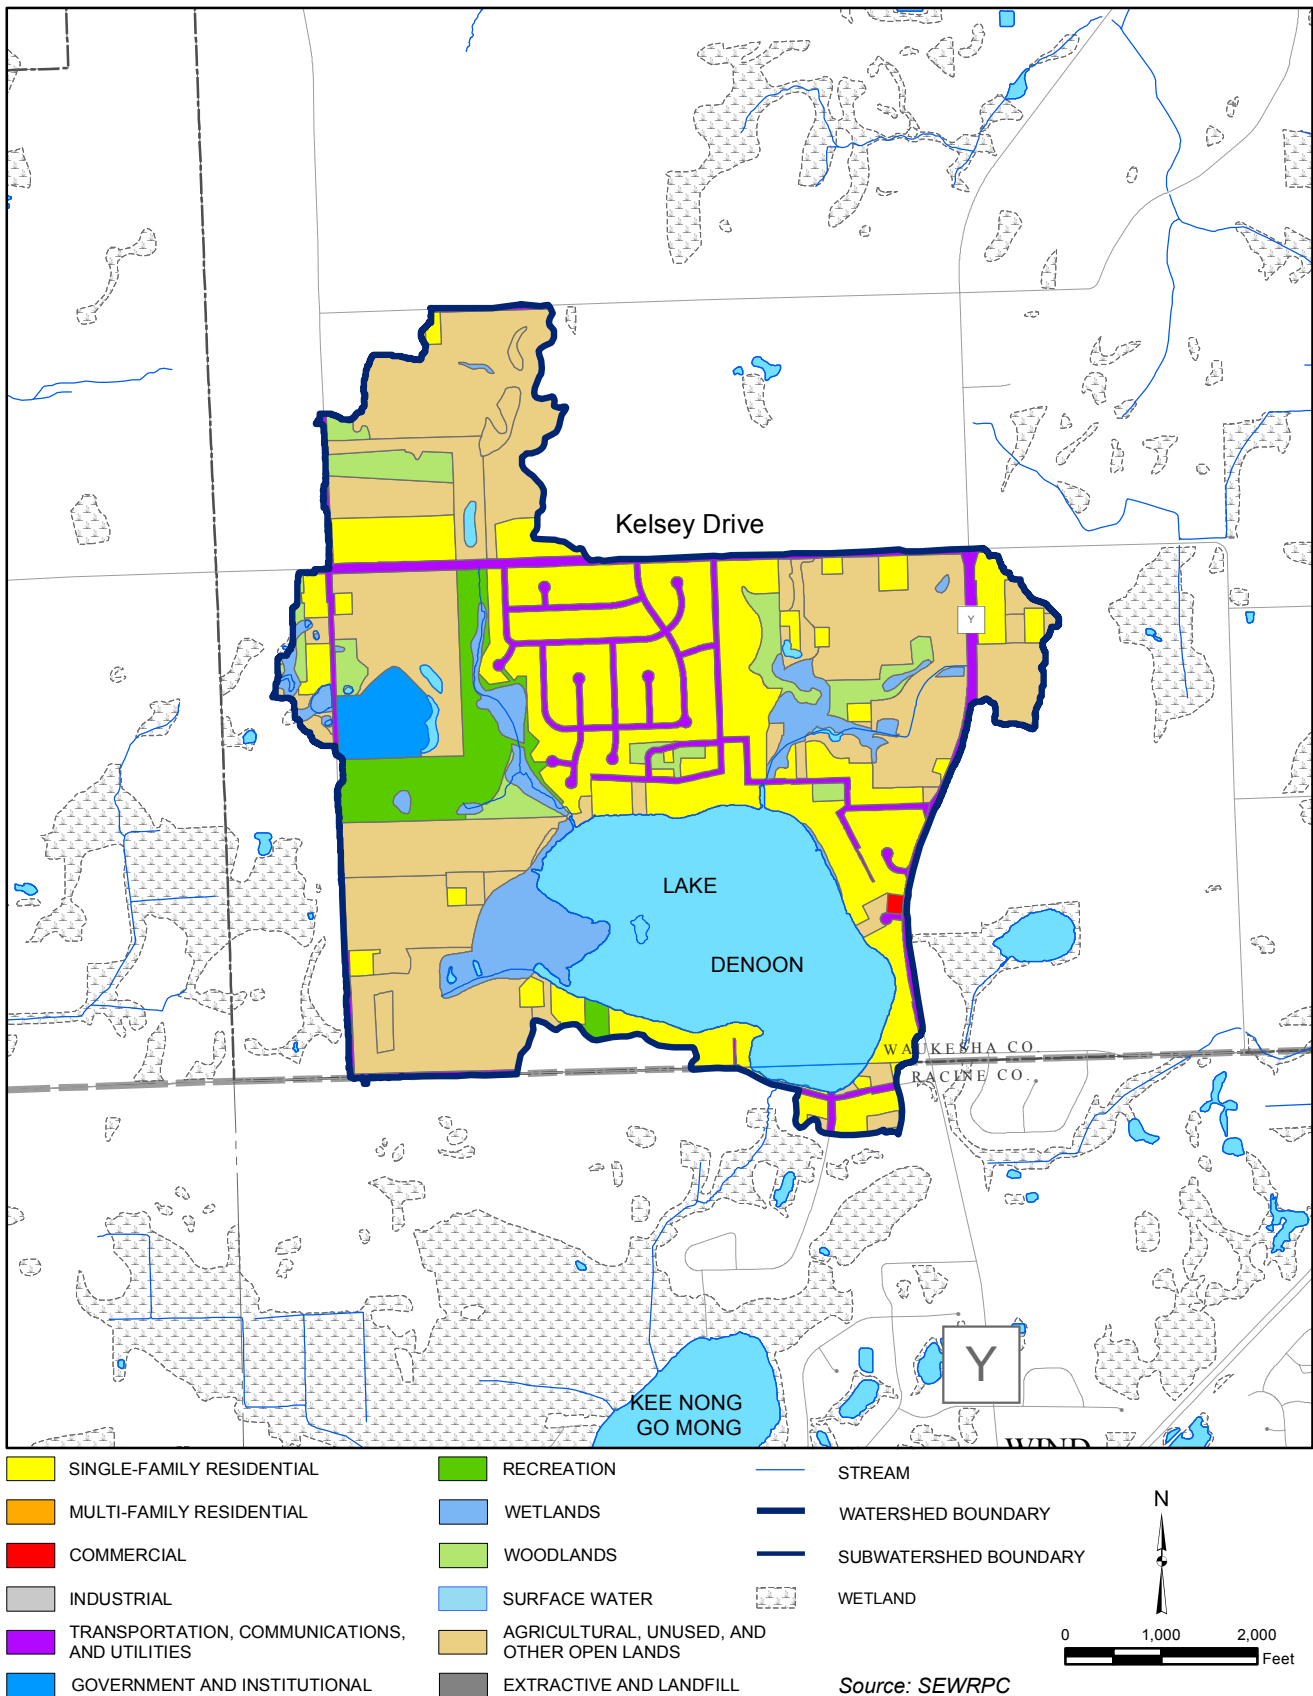 Kelsey Drive
Y
LAKE
DENOON
WAUKESHA CO.
RACINE CO.
Y
KEE NONG
GO MONG
WIND
SINGLE-FAMILY RESIDENTIAL
MULTI-FAMILY RESIDENTIAL
COMMERCIAL
INDUSTRIAL
TRANSPORTATION, COMMUNICATIONS,
AND UTILITIES
GOVERNMENT AND INSTITUTIONAL
RECREATION
WETLANDS
WOODLANDS
SURFACE WATER
AGRICULTURAL, UNUSED, AND
OTHER OPEN LANDS
EXTRACTIVE AND LANDFILL
STREAM
WATERSHED BOUNDARY
SUBWATERSHED BOUNDARY
WETLAND
N
0 1,000 2,000
Feet
Source: SEWRPC